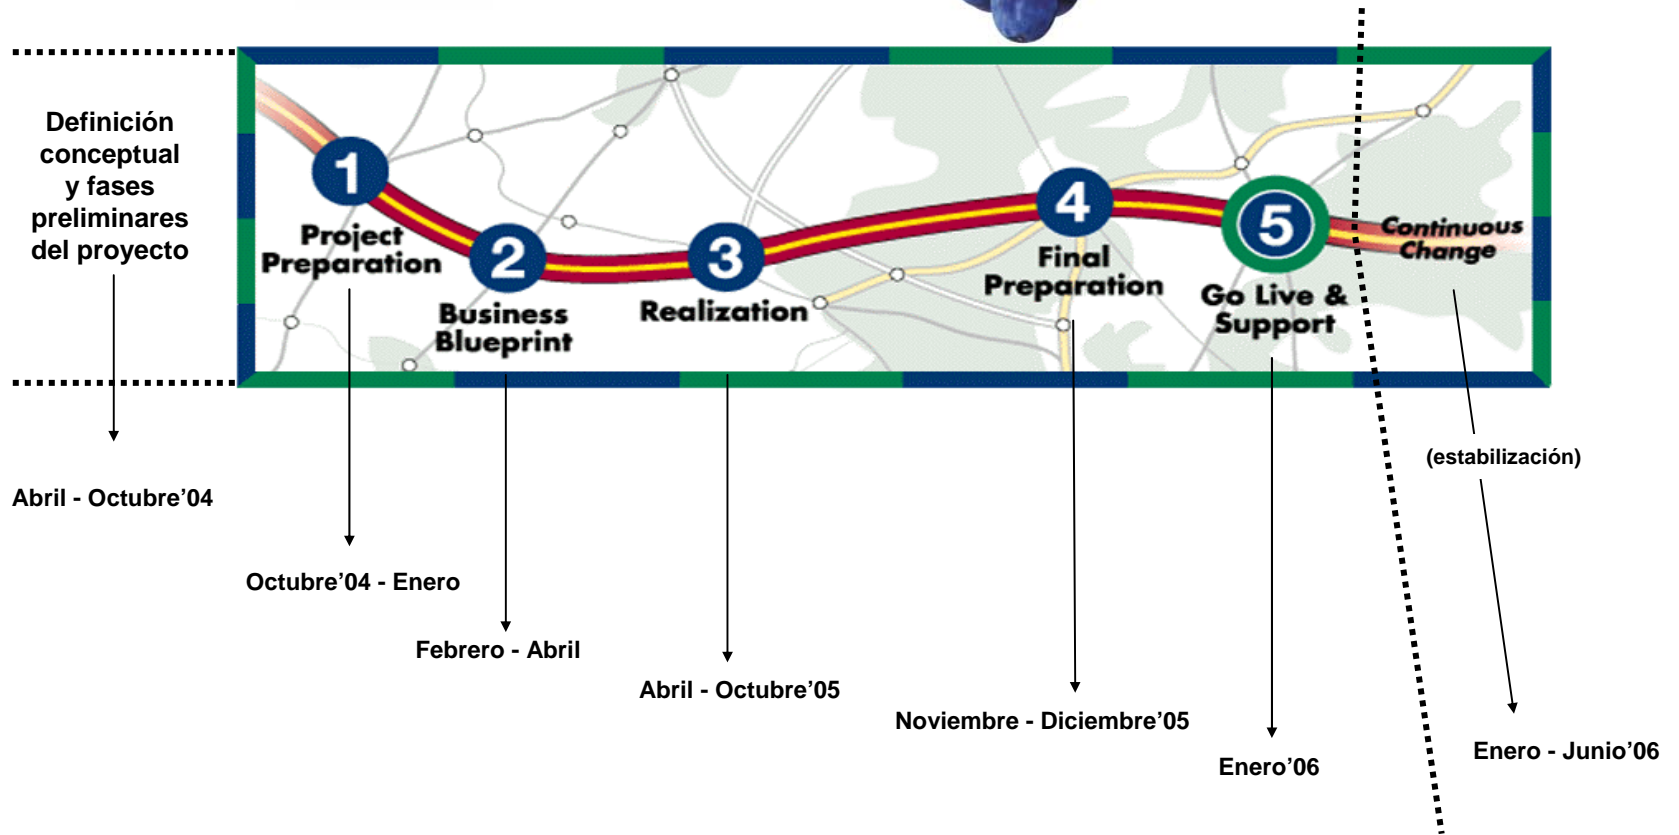 Definición
conceptual
y fases
preliminares
del proyecto
1
Project
Preparation
2
Business
Blueprint
3
Realization
4
Final
Preparation
5
Go Live &
Support
Continuous
Change
(estabilización)
Abril - Octubre’04
Octubre’04 - Enero
Febrero - Abril
Abril - Octubre’05
Noviembre - Diciembre’05
Enero’06
Enero - Junio’06